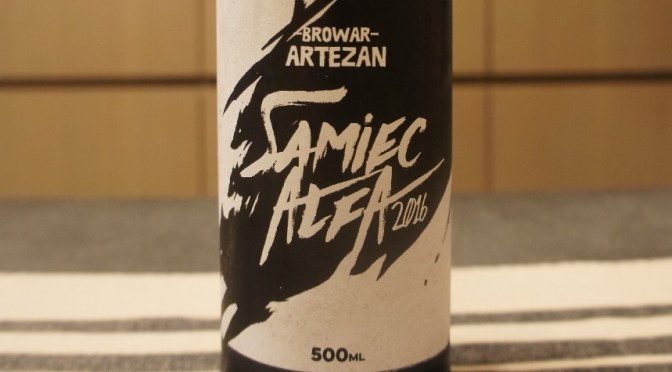 -BROWAR-
ARTEZAN
SAMIEC
ALFA 2016
500ML